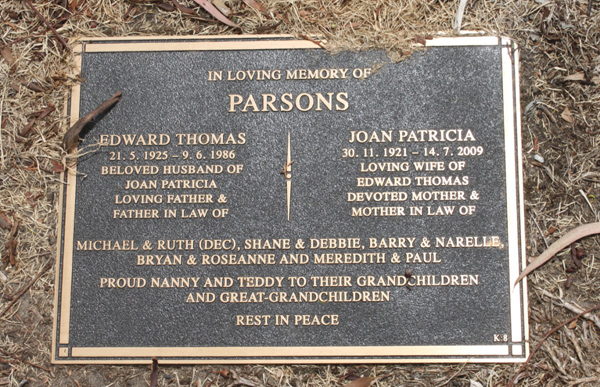 IN LOVING MEMORY OF
PARSONS
EDWARD THOMAS
21. 5. 1925 – 9. 6. 1986
BELOVED HUSBAND OF
JOAN PATRICIA
LOVING FATHER &
FATHER IN LAW OF
JOAN PATRICIA
30. 11. 1921 – 14. 7. 2009
LOVING WIFE OF
EDWARD THOMAS
DEVOTED MOTHER &
MOTHER IN LAW OF
MICHAEL & RUTH (DEC), SHANE & DEBBIE, BARRY & NARELLE,
BRYAN & ROSEANNE AND MEREDITH & PAUL
PROUD NANNY AND TEDDY TO THEIR GRANDCHILDREN
AND GREAT-GRANDCHILDREN
REST IN PEACE
K 8